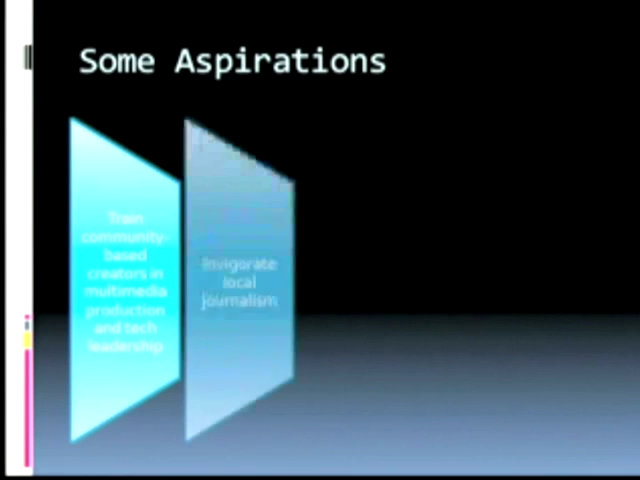 Some Aspirations
Train
community-
based
creators in
multimedia
production
and tech
leadership
Invigorate
local
journalism